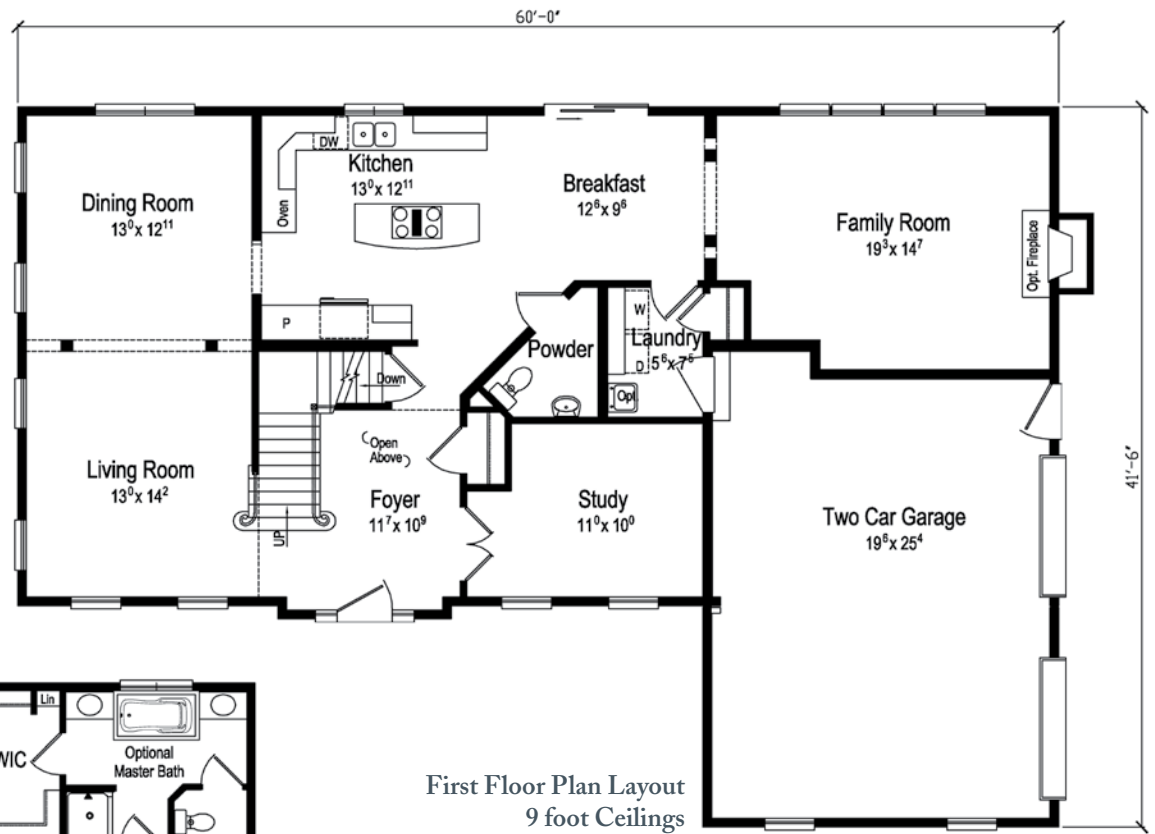 60'-0"
DW
Kitchen
13⁰x 12¹¹
Oven
Dining Room
13⁰x 12¹¹
Breakfast
12⁶x 9⁶
Family Room
19³x 14⁷
Opt. Fireplace
P
W
Laundry
D 5⁶x 7⁵
Opt.
Powder
Down
Open
Above
Living Room
13⁰x 14²
Foyer
11⁷x 10⁹
UP
Study
11⁰x 10⁰
Two Car Garage
19⁶x 25⁴
41'-6"
Lin
WIC
Optional
Master Bath
First Floor Plan Layout
9 foot Ceilings